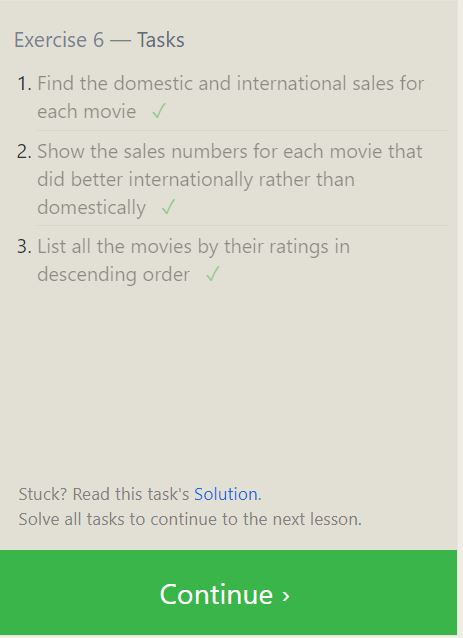 Exercise 6 — Tasks
1. Find the domestic and international sales for
each movie ✓
2. Show the sales numbers for each movie that
did better internationally rather than
domestically ✓
3. List all the movies by their ratings in
descending order ✓
Stuck? Read this task's Solution.
Solve all tasks to continue to the next lesson.
Continue ›